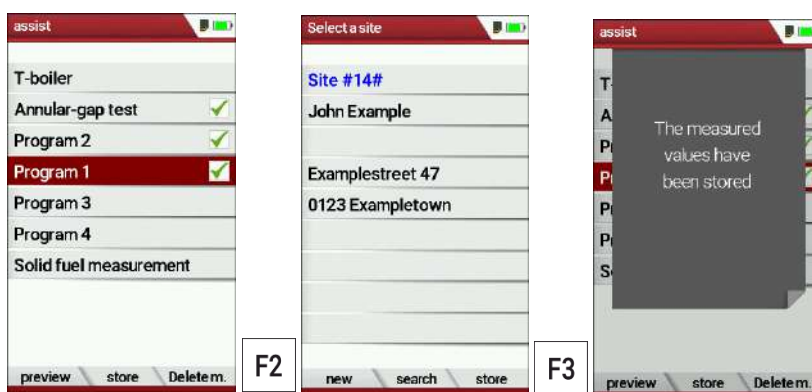 assist
T-boiler
Annular-gap test
Program 2
Program 1
Program 3
Program 4
Solid fuel measurement
preview store Delete m.
F2
Select a site
Site #14#
John Example
Examplestreet 47
0123 Exampletown
new search store
F3
assist
The measured
values have
been stored
preview store Delete m.